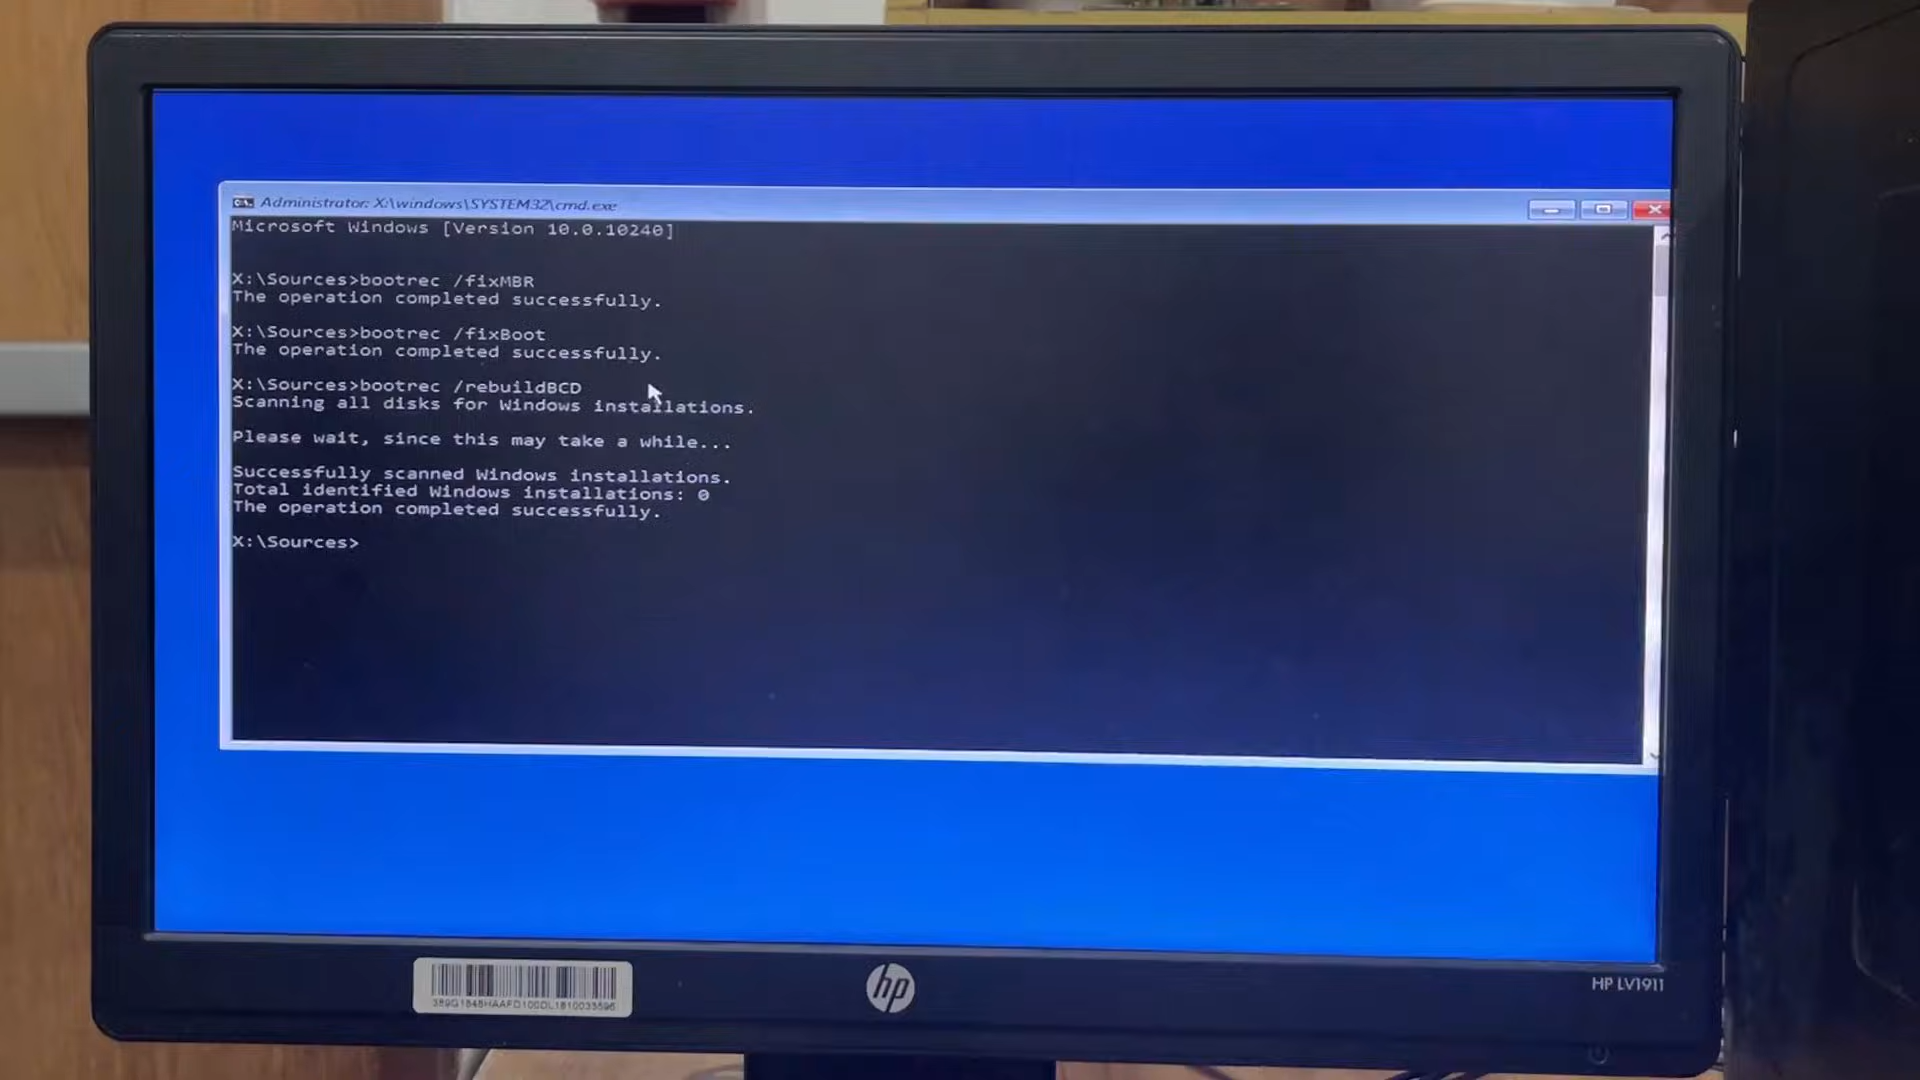 Administrator: X:\windows\SYSTEM32\cmd.exe
Microsoft Windows [Version 10.0.10240]
X:\Sources>bootrec /fixMBR
The operation completed successfully.
X:\Sources>bootrec /fixBoot
The operation completed successfully.
X:\Sources>bootrec /rebuildBCD
Scanning all disks for Windows installations.
Please wait, since this may take a while...
Successfully scanned Windows installations.
Total identified Windows installations: 0
The operation completed successfully.
X:\Sources>
hp
HP LV1911